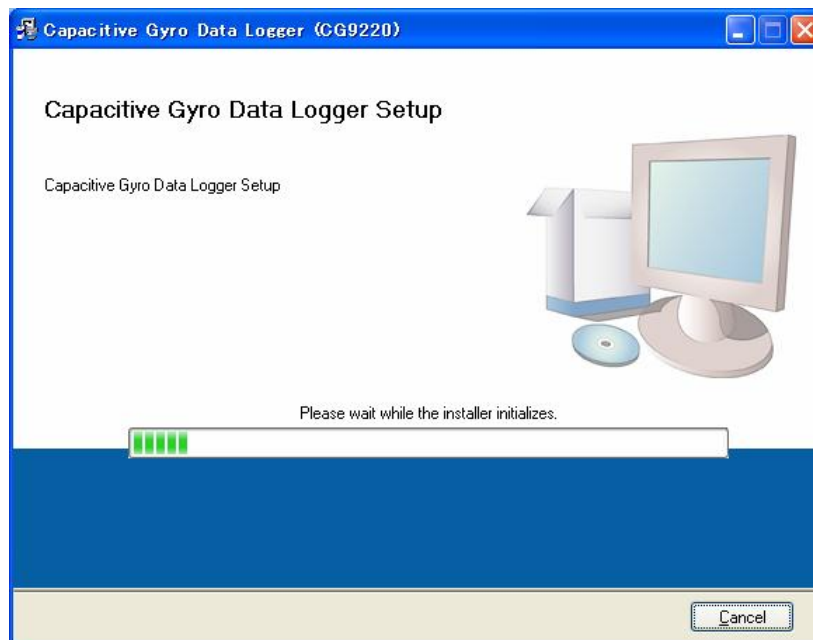 Capacitive Gyro Data Logger (CG9220)
Capacitive Gyro Data Logger Setup
Capacitive Gyro Data Logger Setup
Please wait while the installer initializes.
Cancel